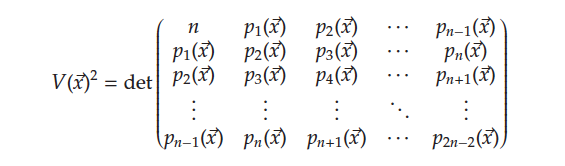 n p₁(x⃗) p₂(x⃗) ⋯ pₙ₋₁(x⃗)
p₁(x⃗) p₂(x⃗) p₃(x⃗) ⋯ pₙ(x⃗)
V(x⃗)² = det p₂(x⃗) p₃(x⃗) p₄(x⃗) ⋯ pₙ₊₁(x⃗)
⋮ ⋮ ⋮ ⋱ ⋮
pₙ₋₁(x⃗) pₙ(x⃗) pₙ₊₁(x⃗) ⋯ p₂ₙ₋₂(x⃗)